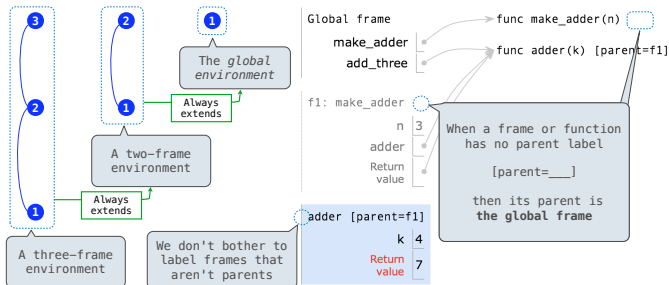 3
2
1
2
1
1
The global
environment
Always
extends
A two-frame
environment
Always
extends
A three-frame
environment
Global frame
make_adder
add_three
func make_adder(n)
func adder(k) [parent=f1]
f1: make_adder
n 3
adder
Return
value
When a frame or function
has no parent label
[parent=___]
then its parent is
the global frame
We don't bother to
label frames that
aren't parents
adder [parent=f1]
k 4
Return
value 7